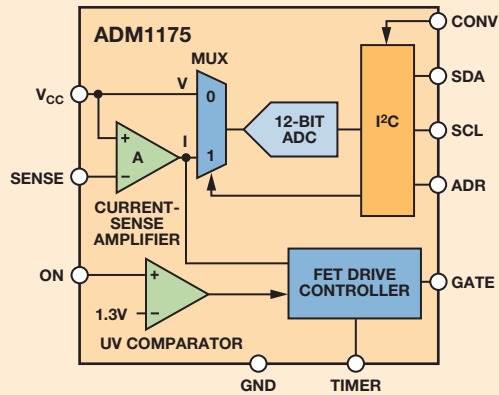 ADM1175
MUX
CONV
SDA
SCL
ADR
VCC
V
0
1
I
+
A
−
SENSE
CURRENT-
SENSE
AMPLIFIER
12-BIT
ADC
I2C
ON
+
1.3V
−
UV COMPARATOR
FET DRIVE
CONTROLLER
GATE
GND
TIMER